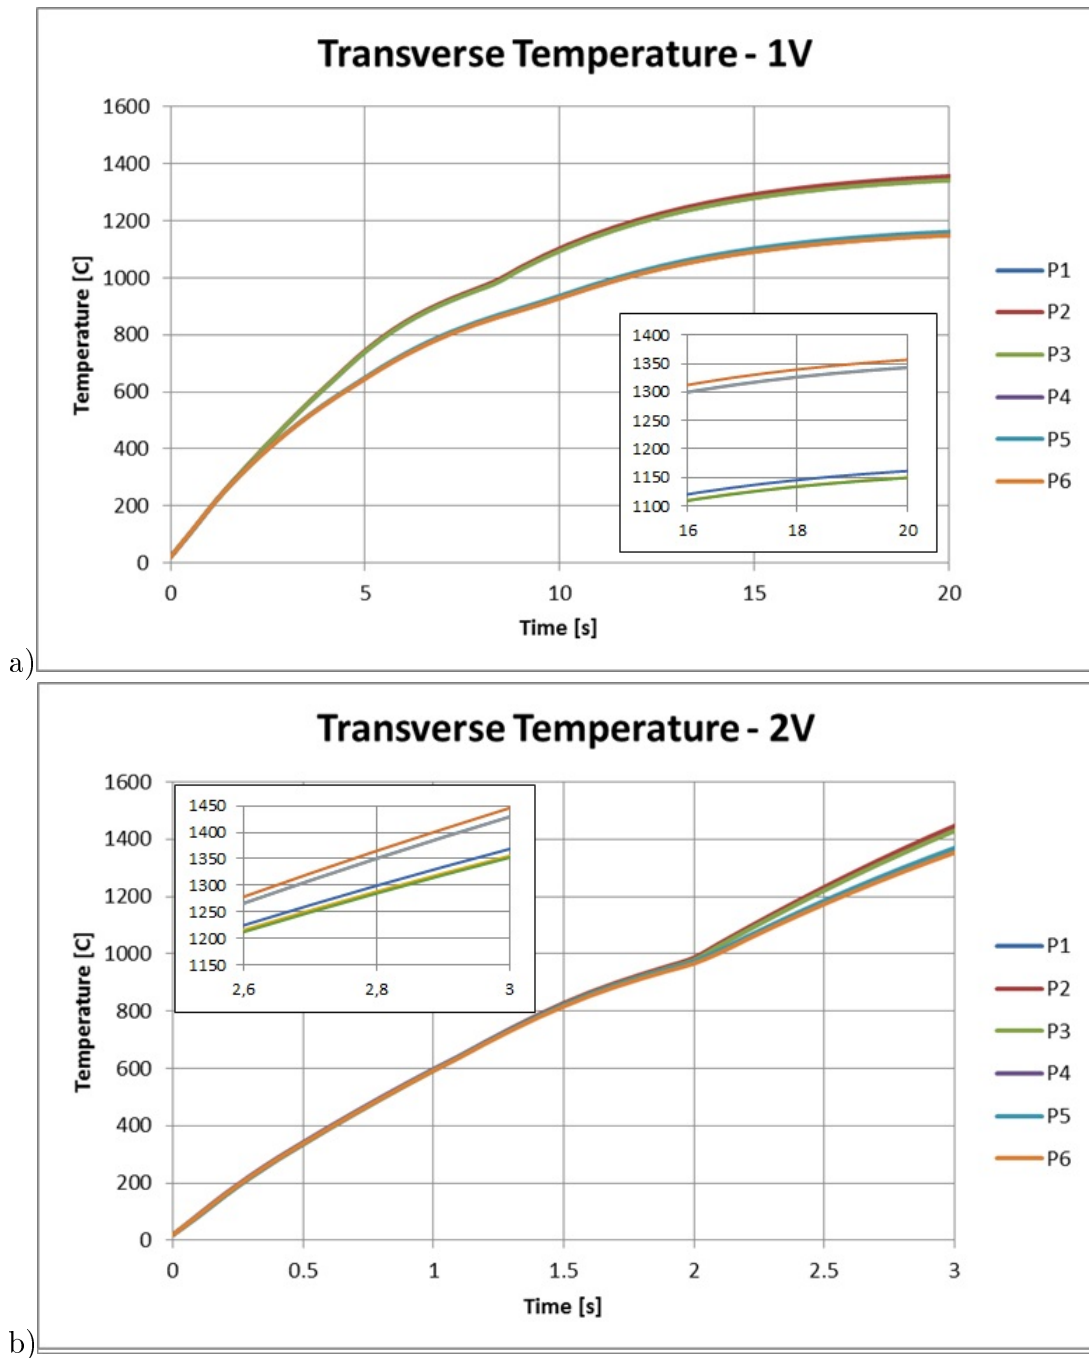 Transverse Temperature - 1V
1600
1400
1200
1000
800
600
400
200
0
Temperature [C]
0 5 10 15 20
Time [s]
P1
P2
P3
P4
P5
P6
1400
1350
1300
1250
1200
1150
1100
16 18 20
a)
Transverse Temperature - 2V
1600
1400
1200
1000
800
600
400
200
0
Temperature [C]
0 0.5 1 1.5 2 2.5 3
Time [s]
1450
1400
1350
1300
1250
1200
1150
2,6 2,8 3
P1
P2
P3
P4
P5
P6
b)